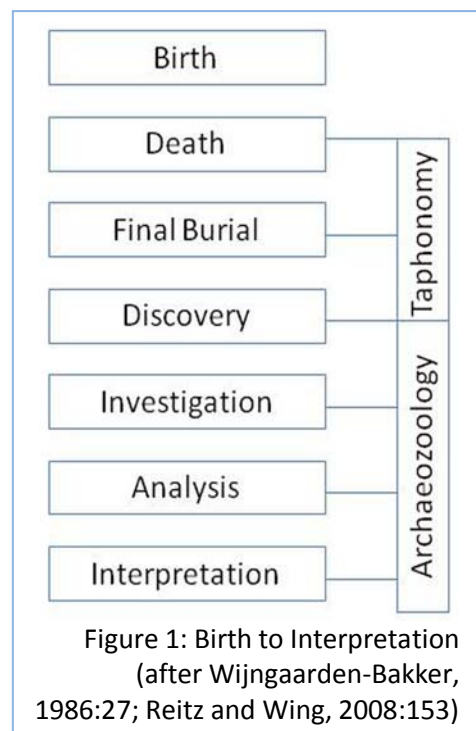 Birth
Death
Final Burial
Discovery
Investigation
Analysis
Interpretation
Taphonomy
Archaeozoology
Figure 1: Birth to Interpretation
(after Wijngaarden-Bakker,
1986:27; Reitz and Wing, 2008:153)